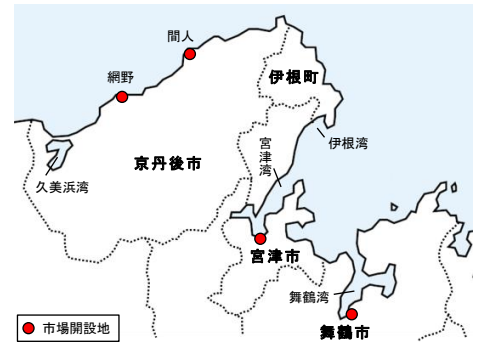 間人
網野
伊根町
伊根湾
宮津湾
京丹後市
久美浜湾
宮津市
舞鶴湾
市場開設地
舞鶴市